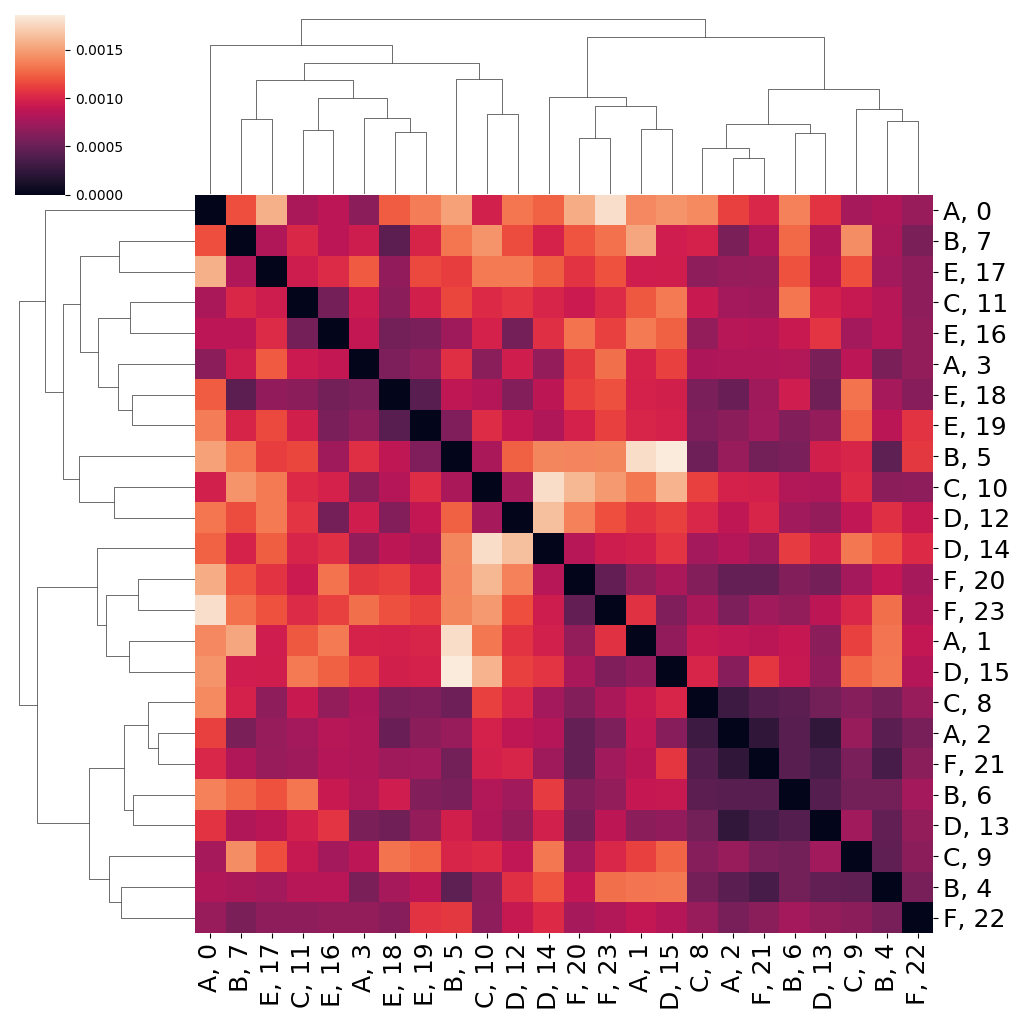 0.0015
0.0010
0.0005
0.0000
A, 0
B, 7
E, 17
C, 11
E, 16
A, 3
E, 18
E, 19
B, 5
C, 10
D, 12
D, 14
F, 20
F, 23
A, 1
D, 15
C, 8
A, 2
F, 21
B, 6
D, 13
C, 9
B, 4
F, 22
A, 0
B, 7
E, 17
C, 11
E, 16
A, 3
E, 18
E, 19
B, 5
C, 10
D, 12
D, 14
F, 20
F, 23
A, 1
D, 15
C, 8
A, 2
F, 21
B, 6
D, 13
C, 9
B, 4
F, 22